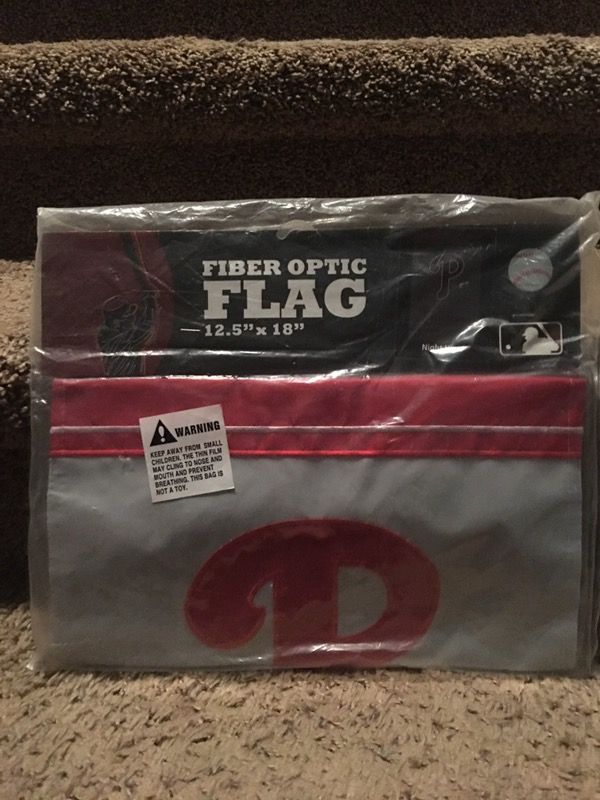 FIBER OPTIC
FLAG
12.5” x 18”
P
WARNING
KEEP AWAY FROM SMALL
CHILDREN. THE THIN FILM
MAY CLING TO NOSE AND
MOUTH AND PREVENT
BREATHING. THIS BAG IS
NOT A TOY.
P